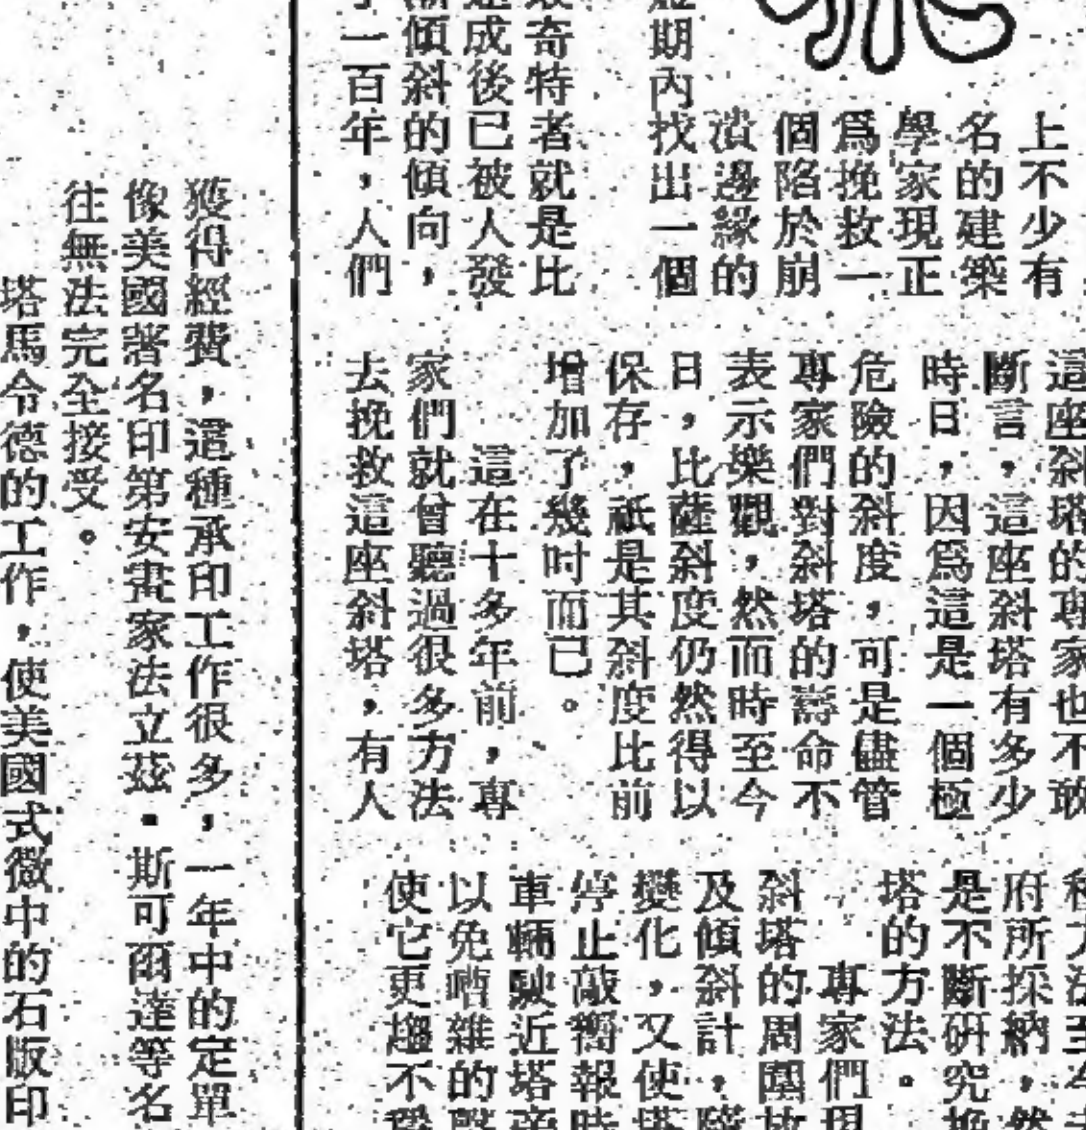 上不少有
名的建築
學家現正
爲挽救一
個陷於崩
潰邊緣的
期內找出一個
奇特者就是比
成後已被人發
傾斜的傾向，
一百年，人們
這座斜塔的專家也不敢
斷言，這座斜塔有多少
時日，因爲這是一個極
危險的斜度，可是儘管
專家們對斜塔的壽命不
表示樂觀，然而時至今
日，比薩斜度仍然得以
保存，祇是其斜度比前
增加了幾吋而已。
這在十多年前，專
家們就曾聽過很多方法
去挽救這座斜塔，有人
府所採納，然
是不斷研究挽
塔的方法。
專家們現
斜塔的周圍放
及傾斜計，
變化，又使塔
停止敲嚮報時
車輛駛近塔旁
以免嘈雜的聲
使它更趨不
獲得經費，這種承印工作很多，一年中的定單
像美國著名印第安畫家法立茲▪斯可爾達等名
往無法完全接受。
塔馬令德的工作，使美國式微中的石版印